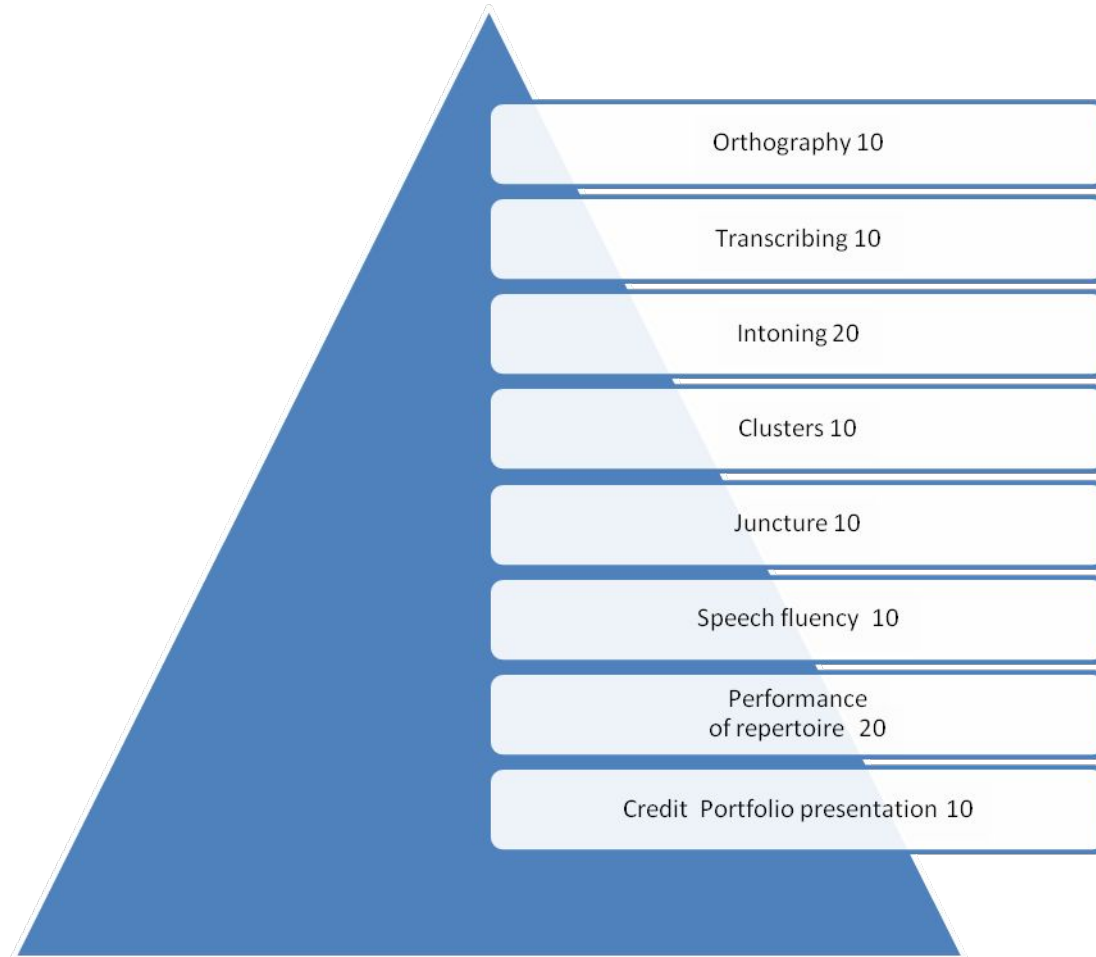 Orthography 10
Transcribing 10
Intoning 20
Clusters 10
Juncture 10
Speech fluency 10
Performance
of repertoire 20
Credit Portfolio presentation 10